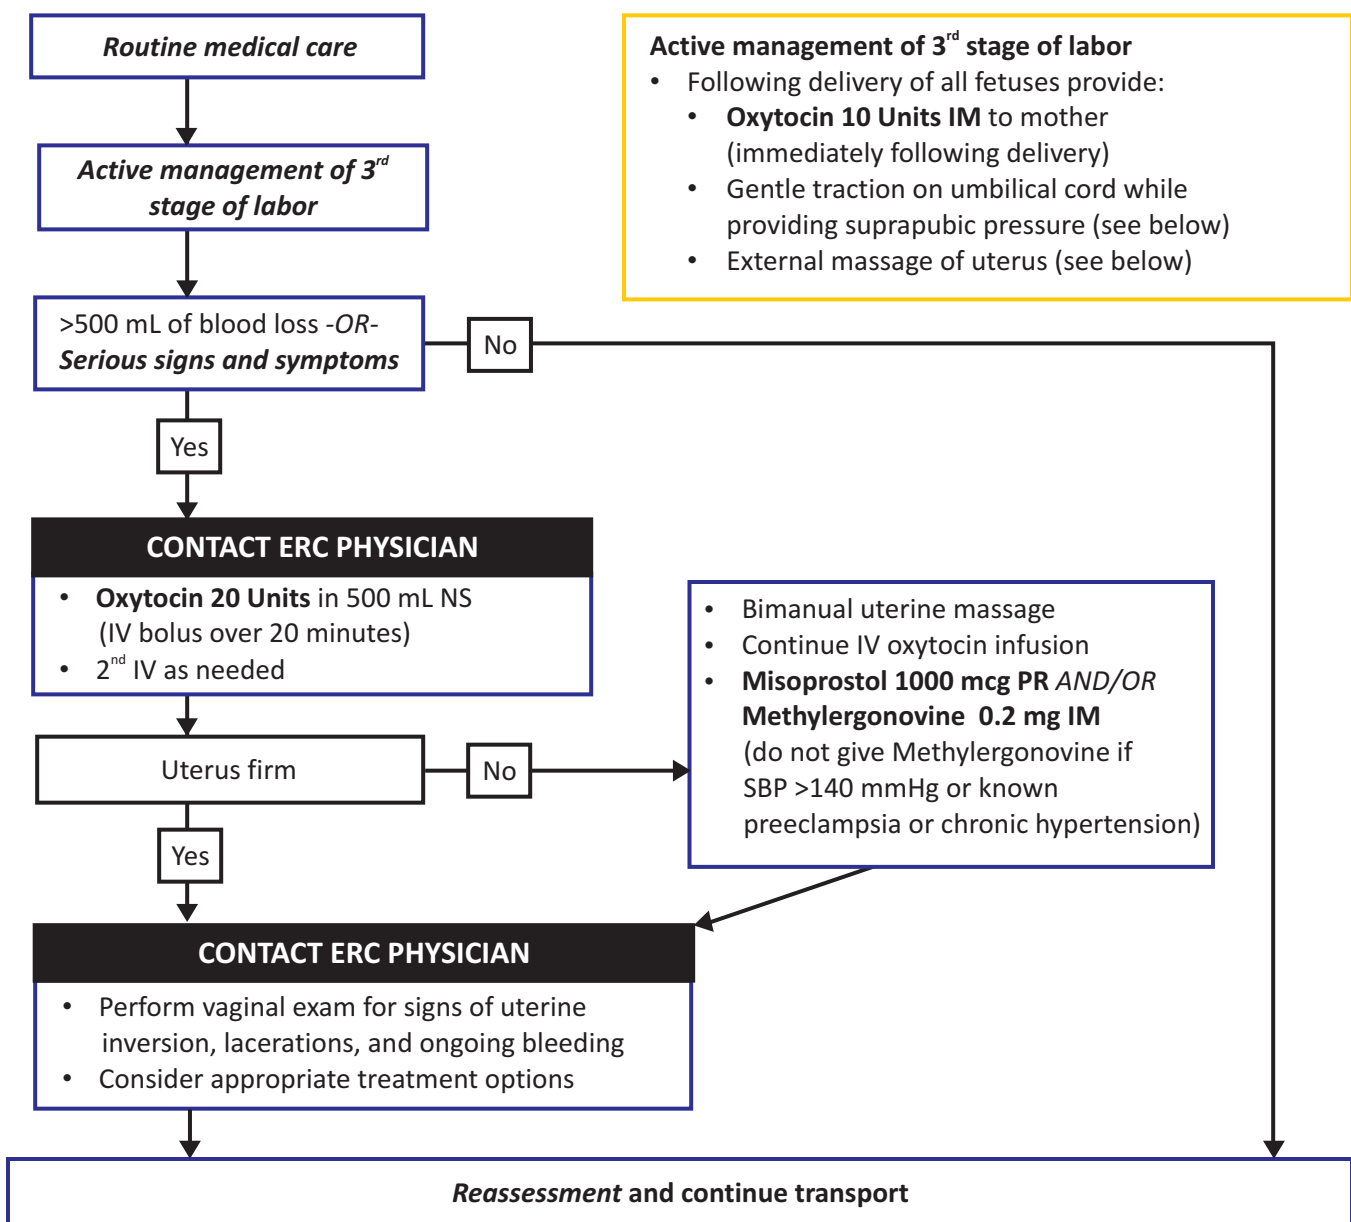 Routine medical care
Active management of 3rd
stage of labor
Active management of 3rd stage of labor
• Following delivery of all fetuses provide:
• Oxytocin 10 Units IM to mother
(immediately following delivery)
• Gentle traction on umbilical cord while
providing suprapubic pressure (see below)
• External massage of uterus (see below)
>500 mL of blood loss -OR-
Serious signs and symptoms
No
Yes
CONTACT ERC PHYSICIAN
• Oxytocin 20 Units in 500 mL NS
(IV bolus over 20 minutes)
• 2nd IV as needed
Uterus firm
No
• Bimanual uterine massage
• Continue IV oxytocin infusion
• Misoprostol 1000 mcg PR AND/OR
Methylergonovine 0.2 mg IM
(do not give Methylergonovine if
SBP >140 mmHg or known
preeclampsia or chronic hypertension)
Yes
CONTACT ERC PHYSICIAN
• Perform vaginal exam for signs of uterine
inversion, lacerations, and ongoing bleeding
• Consider appropriate treatment options
Reassessment and continue transport